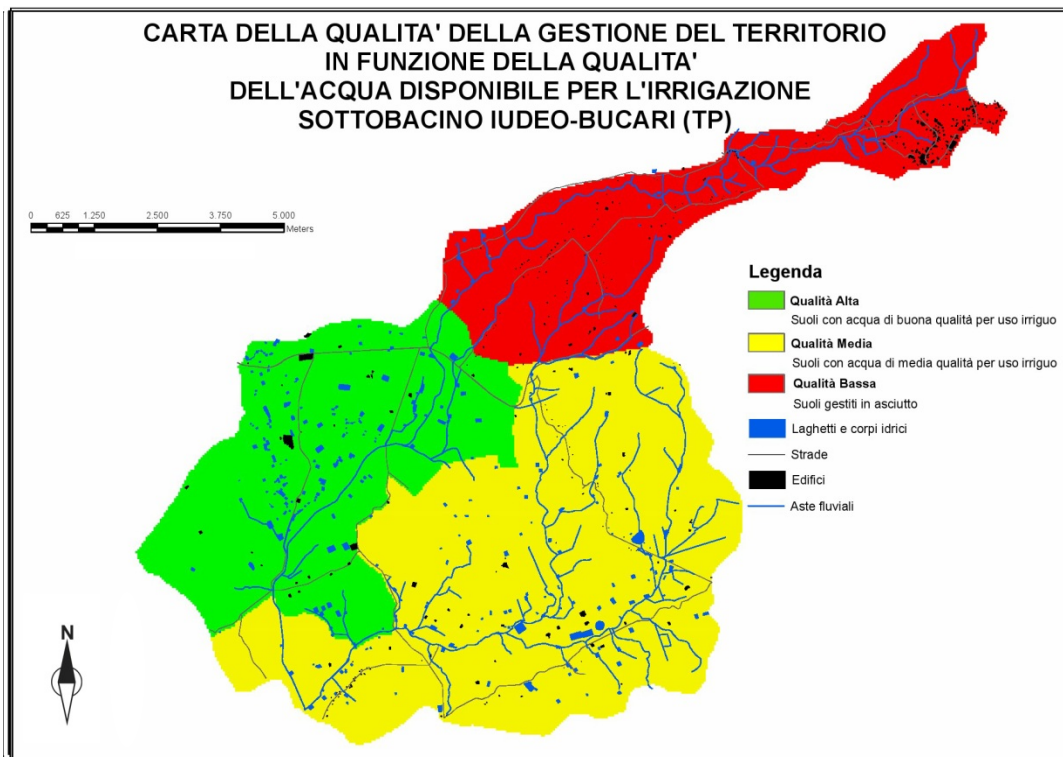 CARTA DELLA QUALITA' DELLA GESTIONE DEL TERRITORIO
IN FUNZIONE DELLA QUALITA'
DELL'ACQUA DISPONIBILE PER L'IRRIGAZIONE
SOTTOBACINO IUDEO-BUCARI (TP)
0 625 1.250 2.500 3.750 5.000
Meters
Legenda
Qualità Alta
Suoli con acqua di buona qualitá per uso irriguo
Qualità Media
Suoli con acqua di media qualitá per uso irriguo
Qualità Bassa
Suoli gestiti in asciutto
Laghetti e corpi idrici
Strade
Edifici
Aste fluviali
N